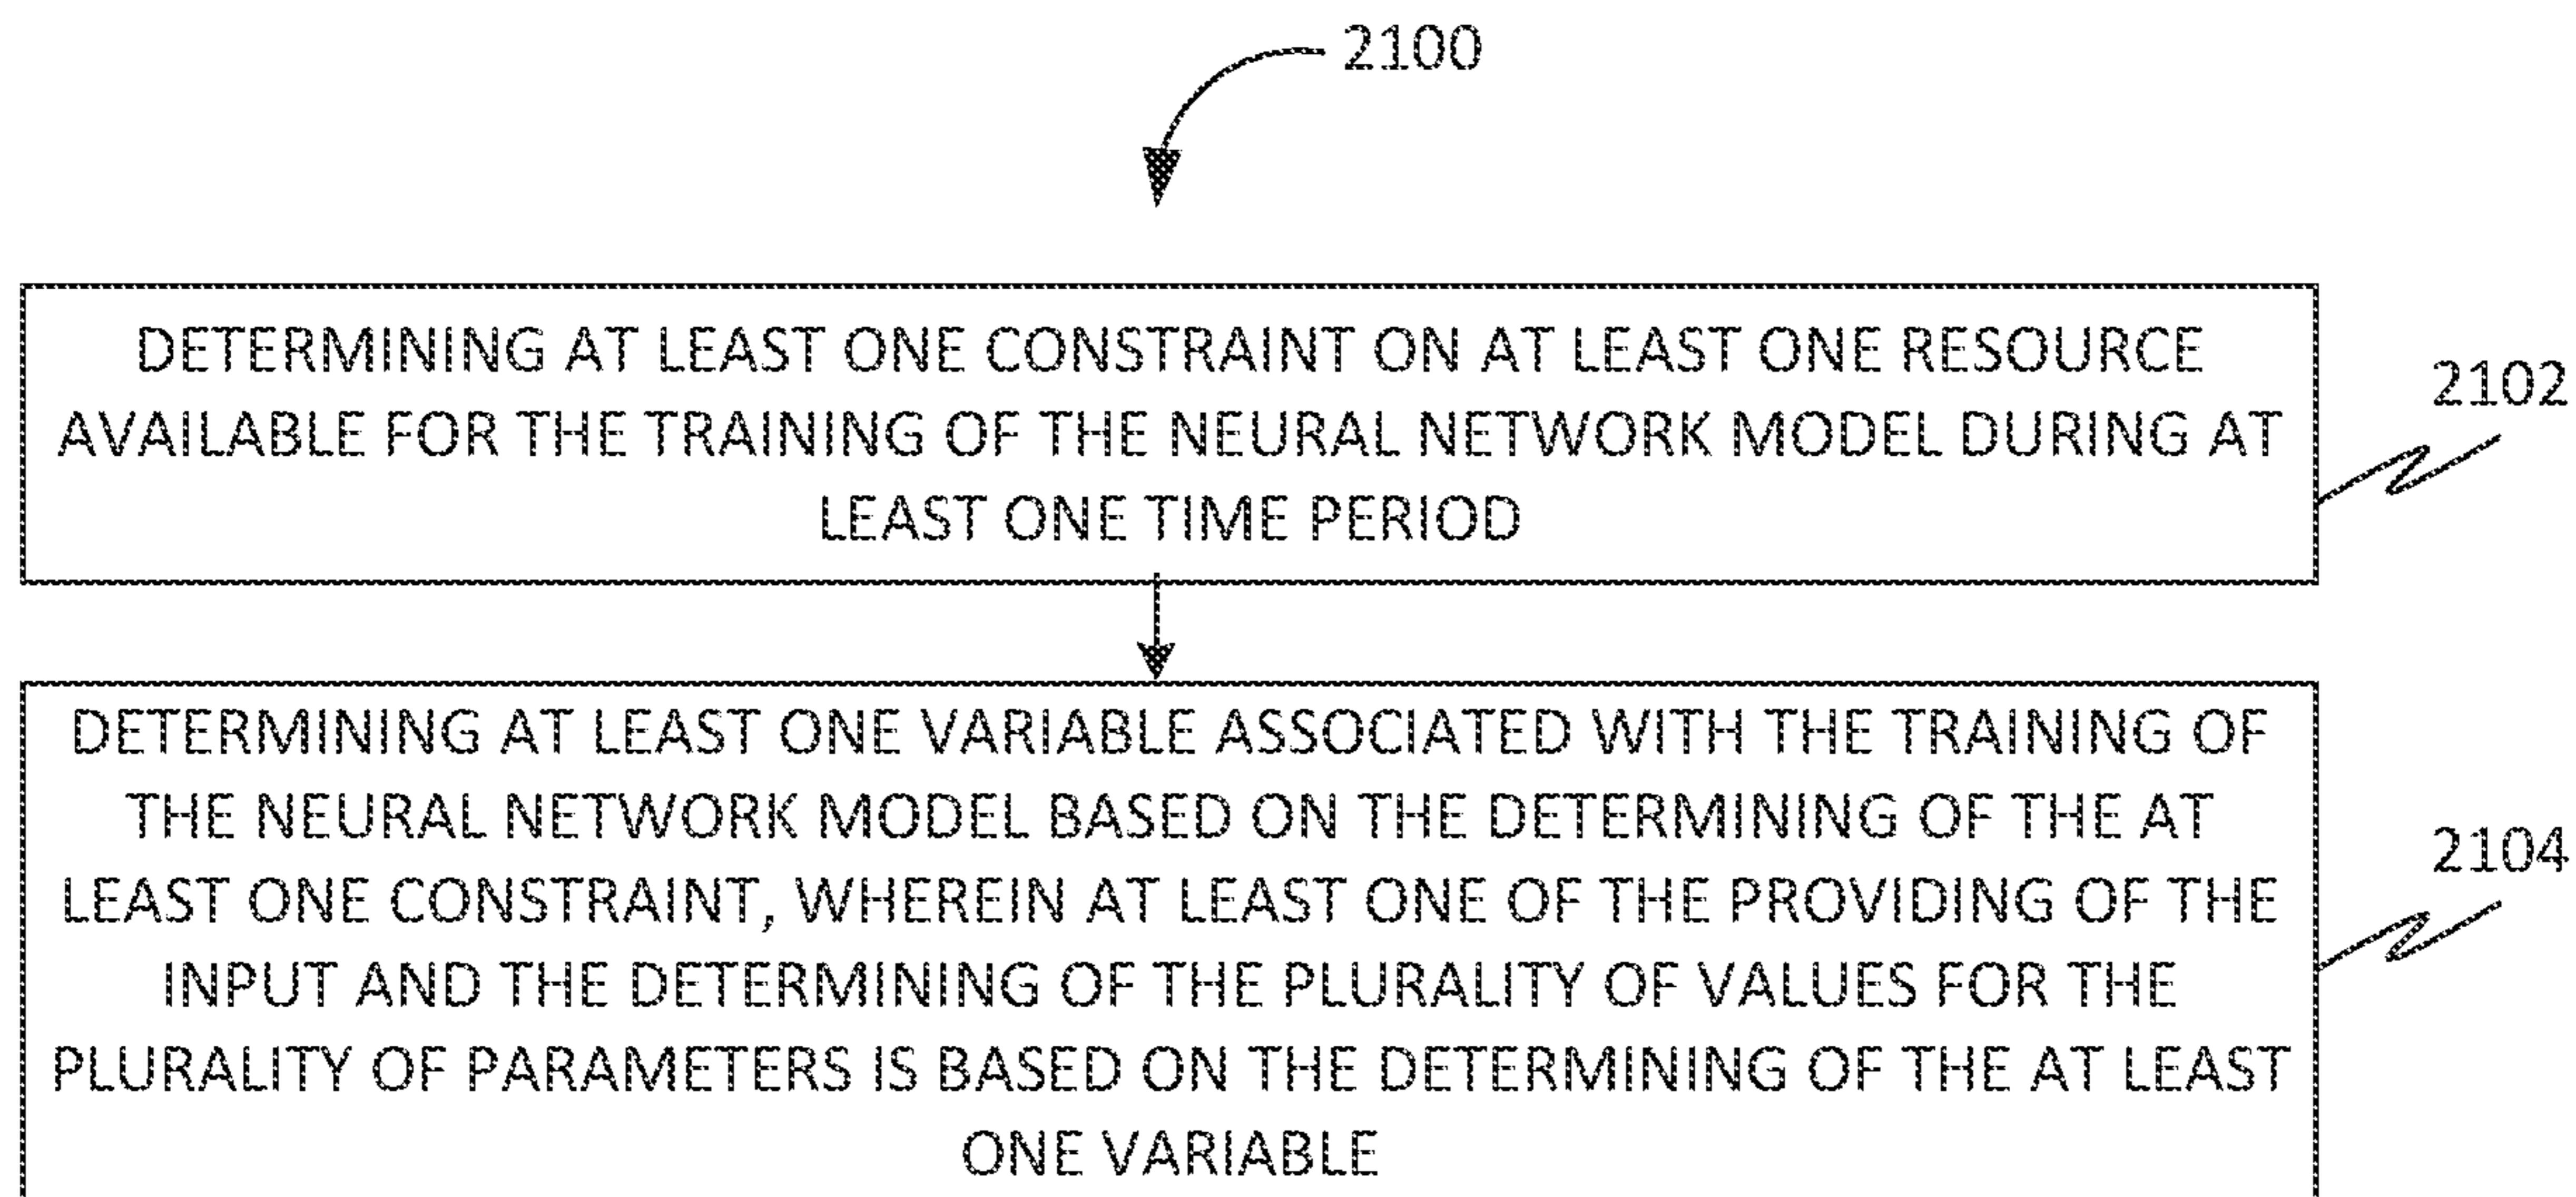 2100
DETERMINING AT LEAST ONE CONSTRAINT ON AT LEAST ONE RESOURCE
AVAILABLE FOR THE TRAINING OF THE NEURAL NETWORK MODEL DURING AT
LEAST ONE TIME PERIOD
2102
DETERMINING AT LEAST ONE VARIABLE ASSOCIATED WITH THE TRAINING OF
THE NEURAL NETWORK MODEL BASED ON THE DETERMINING OF THE AT
LEAST ONE CONSTRAINT, WHEREIN AT LEAST ONE OF THE PROVIDING OF THE
INPUT AND THE DETERMINING OF THE PLURALITY OF VALUES FOR THE
PLURALITY OF PARAMETERS IS BASED ON THE DETERMINING OF THE AT LEAST
ONE VARIABLE
2104